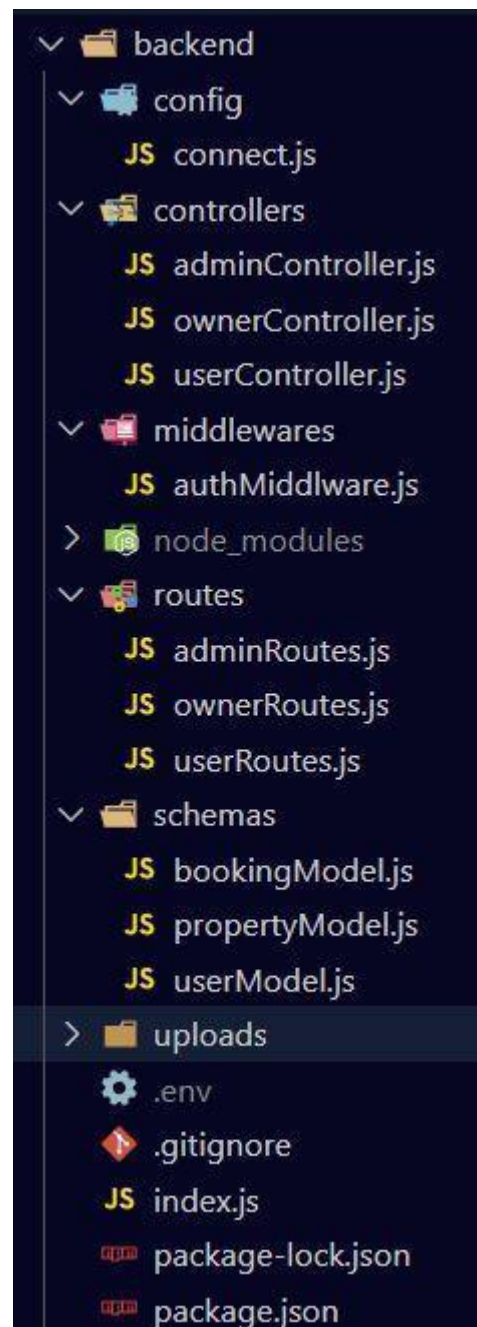 backend
config
JS connect.js
controllers
JS adminController.js
JS ownerController.js
JS userController.js
middlewares
JS authMiddlware.js
node_modules
routes
JS adminRoutes.js
JS ownerRoutes.js
JS userRoutes.js
schemas
JS bookingModel.js
JS propertyModel.js
JS userModel.js
uploads
.env
.gitignore
JS index.js
package-lock.json
package.json